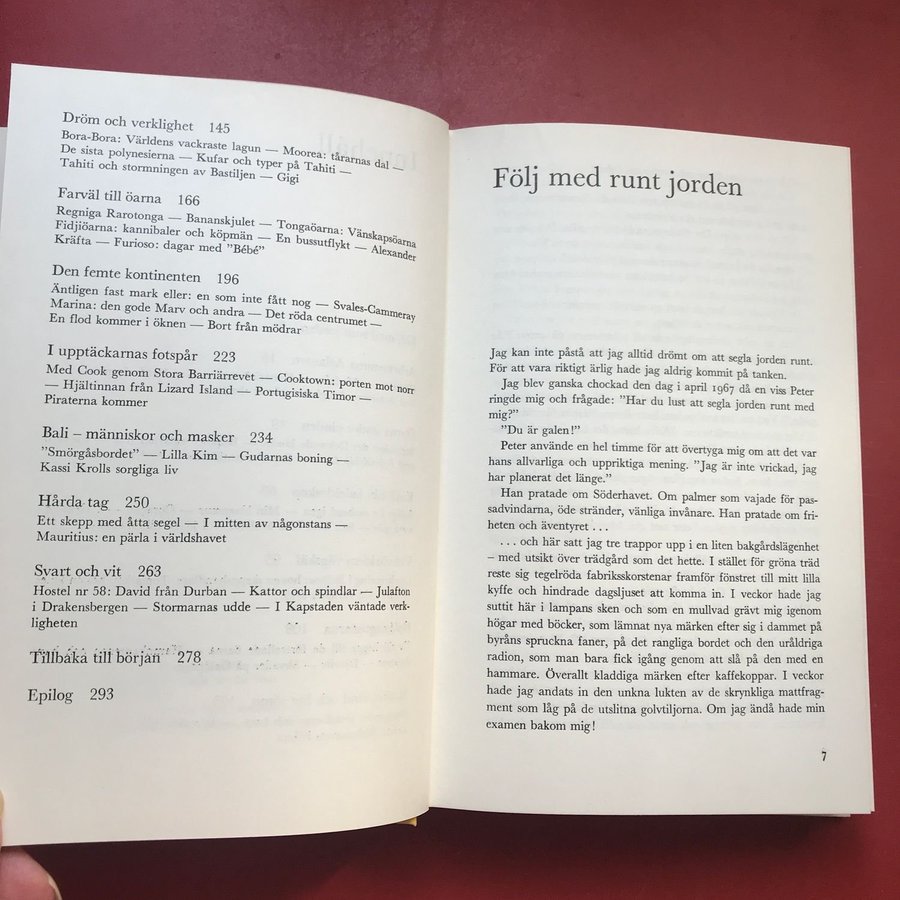 Dröm och verklighet 145
Bora-Bora: Världens vackraste lagun — Moorea: tårarnas dal —
De sista polynesierna — Kufar och typer på Tahiti —
Tahiti och stormningen av Bastiljen — Gigi
Farväl till öarna 166
Regniga Rarotonga — Bananskjulet — Tongaöarna: Vänskapsöarna
Fidjiöarna: kannibaler och köpmän — En bussutflykt — Alexander
Kräfta — Furioso: dagar med ”Bébé”
Den femte kontinenten 196
Äntligen fast mark eller: en som inte fått nog — Svales-Cammeray
Marina: den gode Marv och andra — Det röda centrumet —
En flod kommer i öknen — Bort från mödrar
I upptäckarnas fotspår 223
Med Cook genom Stora Barriärrevet — Cooktown: porten mot norr
— Hjältinnan från Lizard Island — Portugisiska Timor —
Piraterna kommer
Bali – människor och masker 234
”Smörgåsbordet” — Lilla Kim — Gudarnas boning —
Kassi Krolls sorgliga liv
Hårda tag 250
Ett skepp med åtta segel — I mitten av någonstans —
Mauritius: en pärla i världshavet
Svart och vit 263
Hostel nr 58: David från Durban — Kattor och spindlar — Julafton
i Drakensbergen — Stormarnas udde — I Kapstaden väntade verk-
ligheten
Tillbaka till början 278
Epilog 293
Följ med runt jorden
Jag kan inte påstå att jag alltid drömt om att segla jorden runt.
För att vara riktigt ärlig hade jag aldrig kommit på tanken.
Jag blev ganska chockad den dag i april 1967 då en viss Peter
ringde mig och frågade: ”Har du lust att segla jorden runt med
mig?”
”Du är galen!”
Peter använde en hel timme för att övertyga mig om att det var
hans allvarliga och uppriktiga mening. ”Jag är inte vrickad, jag
har planerat det länge.”
Han pratade om Söderhavet. Om palmer som vajade för pas-
sadvindarna, öde stränder, vänliga invånare. Han pratade om fri-
heten och äventyret . . .
. . . och här satt jag tre trappor upp i en liten bakgårdslägenhet
– med utsikt över trädgård som det hette. I stället för gröna träd
reste sig tegelröda fabriksskorstenar framför fönstret till mitt lilla
kyffe och hindrade dagsljuset att komma in. I veckor hade jag
suttit här i lampans sken och som en mullvad grävt mig igenom
högar med böcker, som lämnat nya märken efter sig i dammet på
byråns spruckna faner, på det rangliga bordet och den uråldriga
radion, som man bara fick igång genom att slå på den med en
hammare. Överallt kladdiga märken efter kaffekoppar. I veckor
hade jag andats in den unkna lukten av de skrynkliga mattfrag-
ment som låg på de utslitna golvtiljorna. Om jag ändå hade min
examen bakom mig!
7